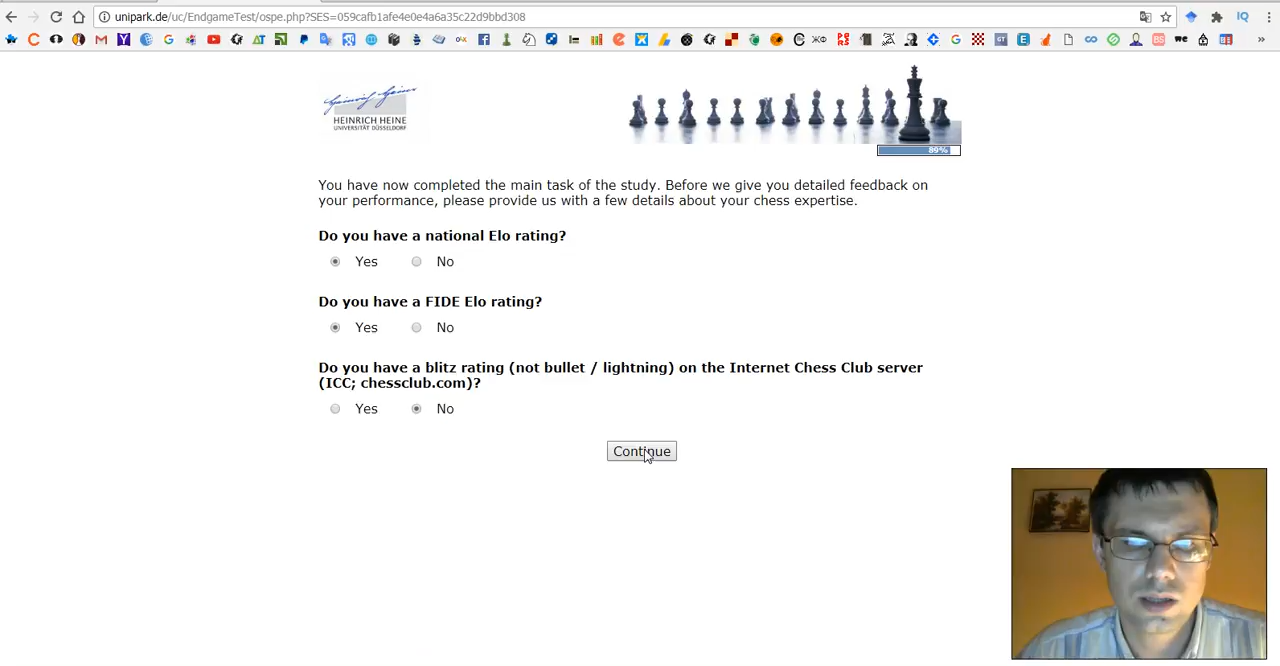 unipark.de/uc/EndgameTest/ospe.php?SES=059cafb1afe4e0e4a6a35c22d9bbd308
HEINRICH HEINE
UNIVERSITÄT DÜSSELDORF
89%
You have now completed the main task of the study. Before we give you detailed feedback on
your performance, please provide us with a few details about your chess expertise.
Do you have a national Elo rating?
Yes No
Do you have a FIDE Elo rating?
Yes No
Do you have a blitz rating (not bullet / lightning) on the Internet Chess Club server
(ICC; chessclub.com)?
Yes No
Continue